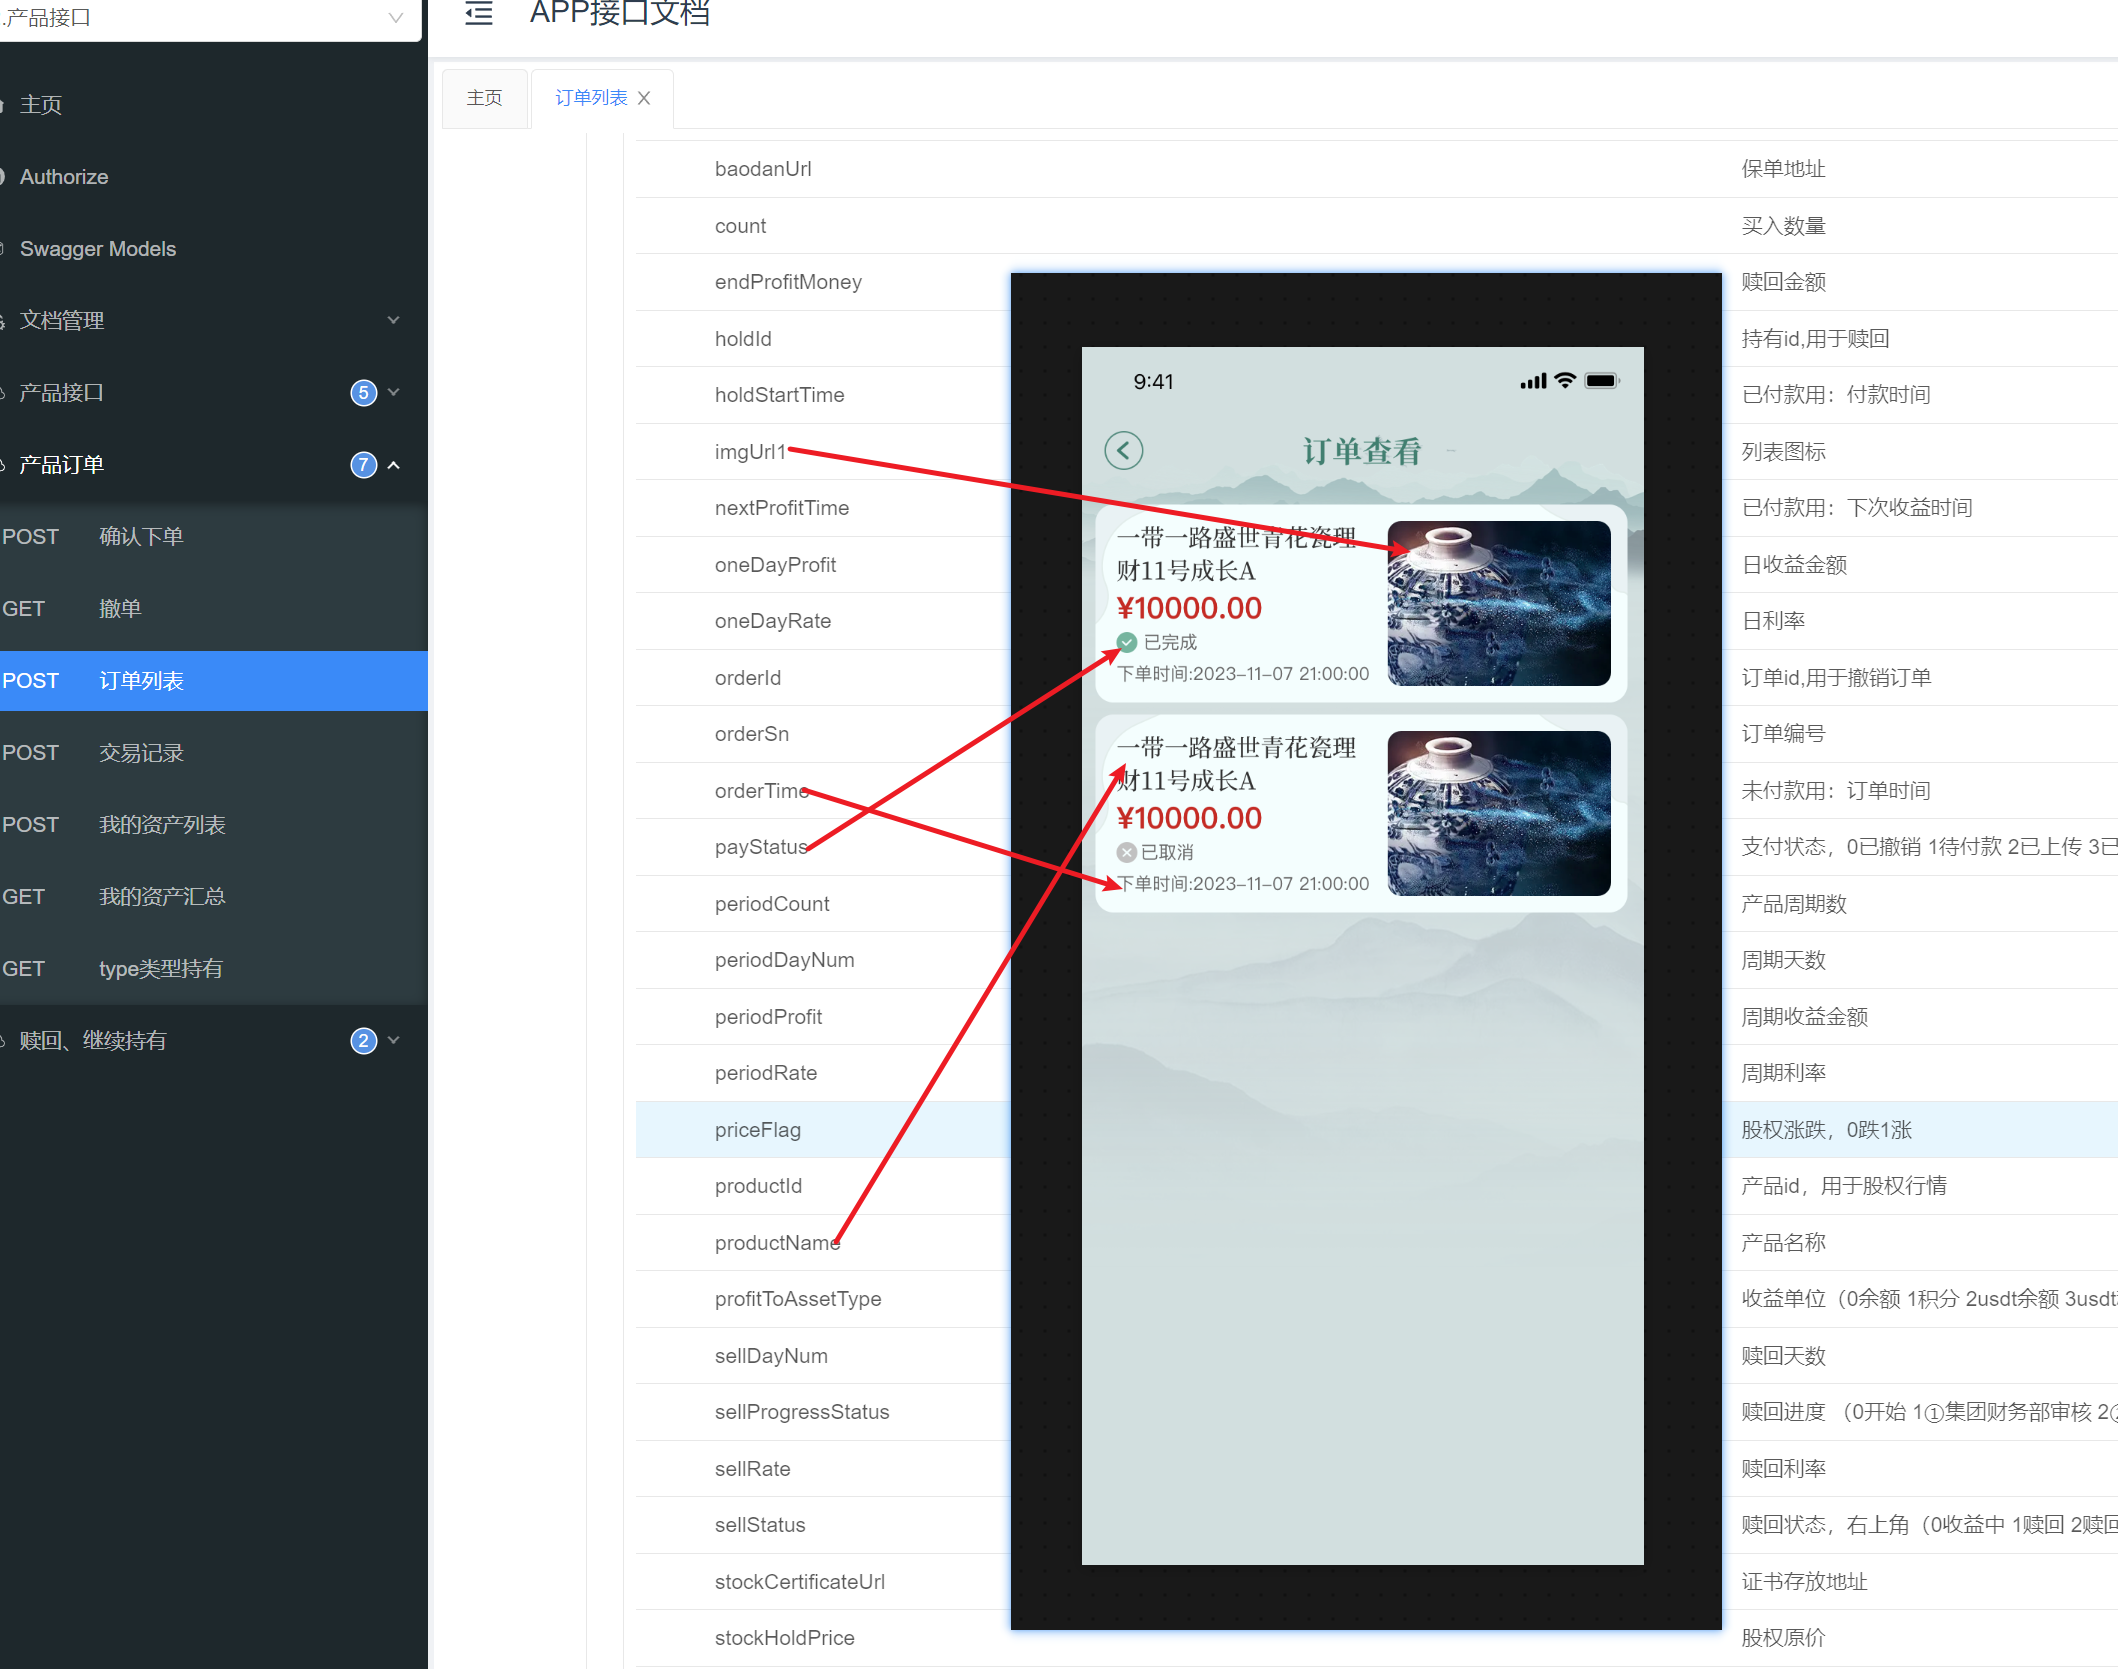 .产品接口
APP接口文档
主页
订单列表
主页
Authorize
Swagger Models
文档管理
产品接口 5
产品订单 7
POST 确认下单
GET 撤单
POST 订单列表
POST 交易记录
POST 我的资产列表
GET 我的资产汇总
GET type类型持有
赎回、继续持有 2
baodanUrl 保单地址
count 买入数量
endProfitMoney 赎回金额
holdId 持有id,用于赎回
holdStartTime 已付款用：付款时间
imgUrl1 列表图标
nextProfitTime 已付款用：下次收益时间
oneDayProfit 日收益金额
oneDayRate 日利率
orderId 订单id,用于撤销订单
orderSn 订单编号
orderTime 未付款用：订单时间
payStatus 支付状态，0已撤销 1待付款 2已上传 3已
periodCount 产品周期数
periodDayNum 周期天数
periodProfit 周期收益金额
periodRate 周期利率
priceFlag 股权涨跌，0跌1涨
productId 产品id，用于股权行情
productName 产品名称
profitToAssetType 收益单位（0余额 1积分 2usdt余额 3usdt
sellDayNum 赎回天数
sellProgressStatus 赎回进度 （0开始 1①集团财务部审核 2
sellRate 赎回利率
sellStatus 赎回状态，右上角（0收益中 1赎回 2赎回
stockCertificateUrl 证书存放地址
stockHoldPrice 股权原价
9:41
订单查看
一带一路盛世青花瓷理
财11号成长A
¥10000.00
已完成
下单时间:2023-11-07 21:00:00
一带一路盛世青花瓷理
财11号成长A
¥10000.00
已取消
下单时间:2023-11-07 21:00:00